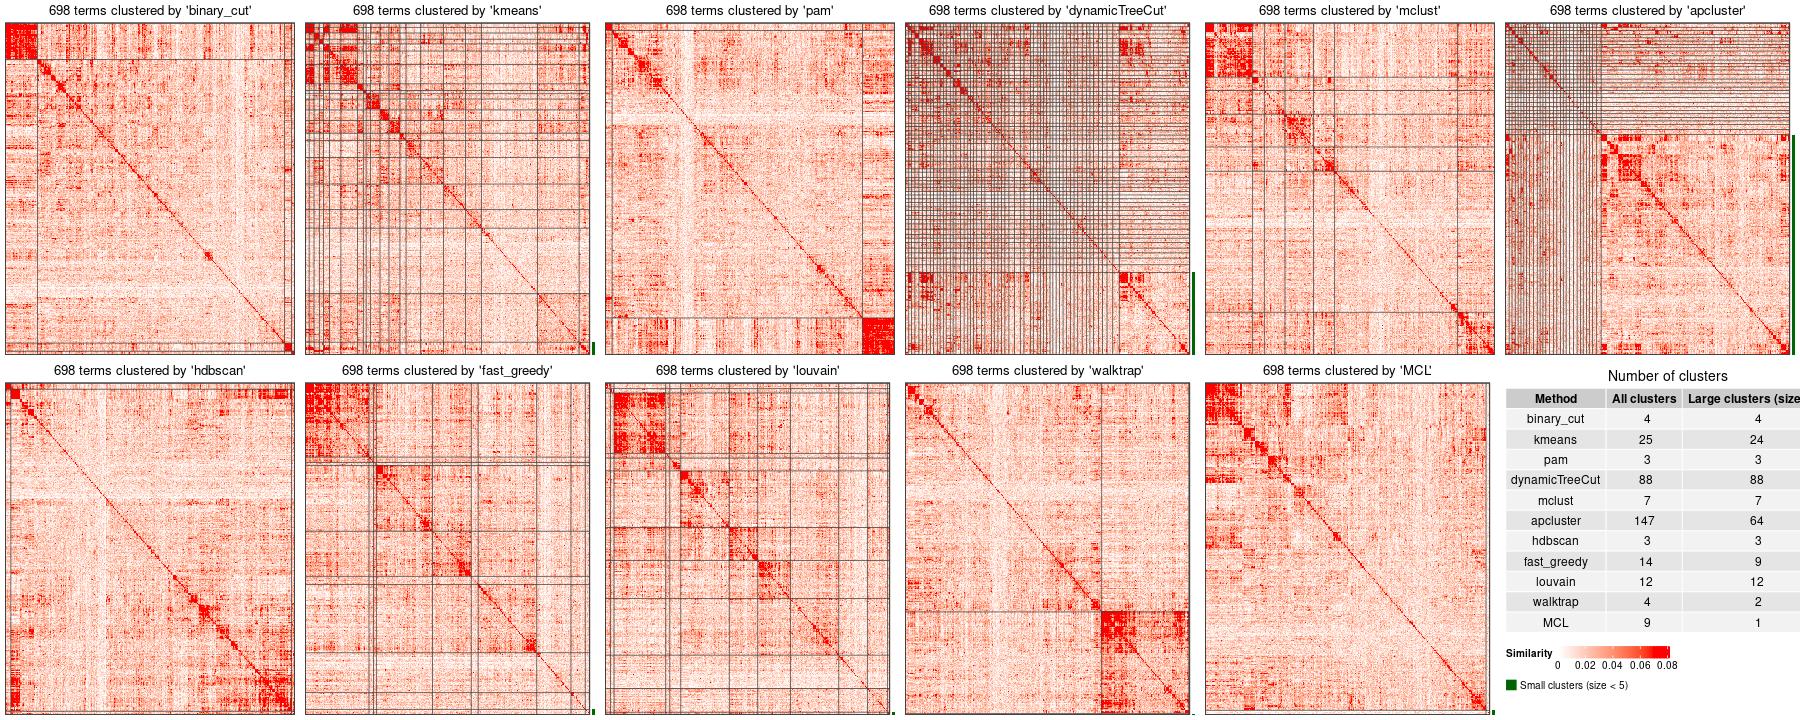 698 terms clustered by 'binary_cut'
698 terms clustered by 'kmeans'
698 terms clustered by 'pam'
698 terms clustered by 'dynamicTreeCut'
698 terms clustered by 'mclust'
698 terms clustered by 'apcluster'
698 terms clustered by 'hdbscan'
698 terms clustered by 'fast_greedy'
698 terms clustered by 'louvain'
698 terms clustered by 'walktrap'
698 terms clustered by 'MCL'
Number of clusters
Method All clusters Large clusters (size
binary_cut 4 4
kmeans 25 24
pam 3 3
dynamicTreeCut 88 88
mclust 7 7
apcluster 147 64
hdbscan 3 3
fast_greedy 14 9
louvain 12 12
walktrap 4 2
MCL 9 1
Similarity
0 0.02 0.04 0.06 0.08
Small clusters (size < 5)